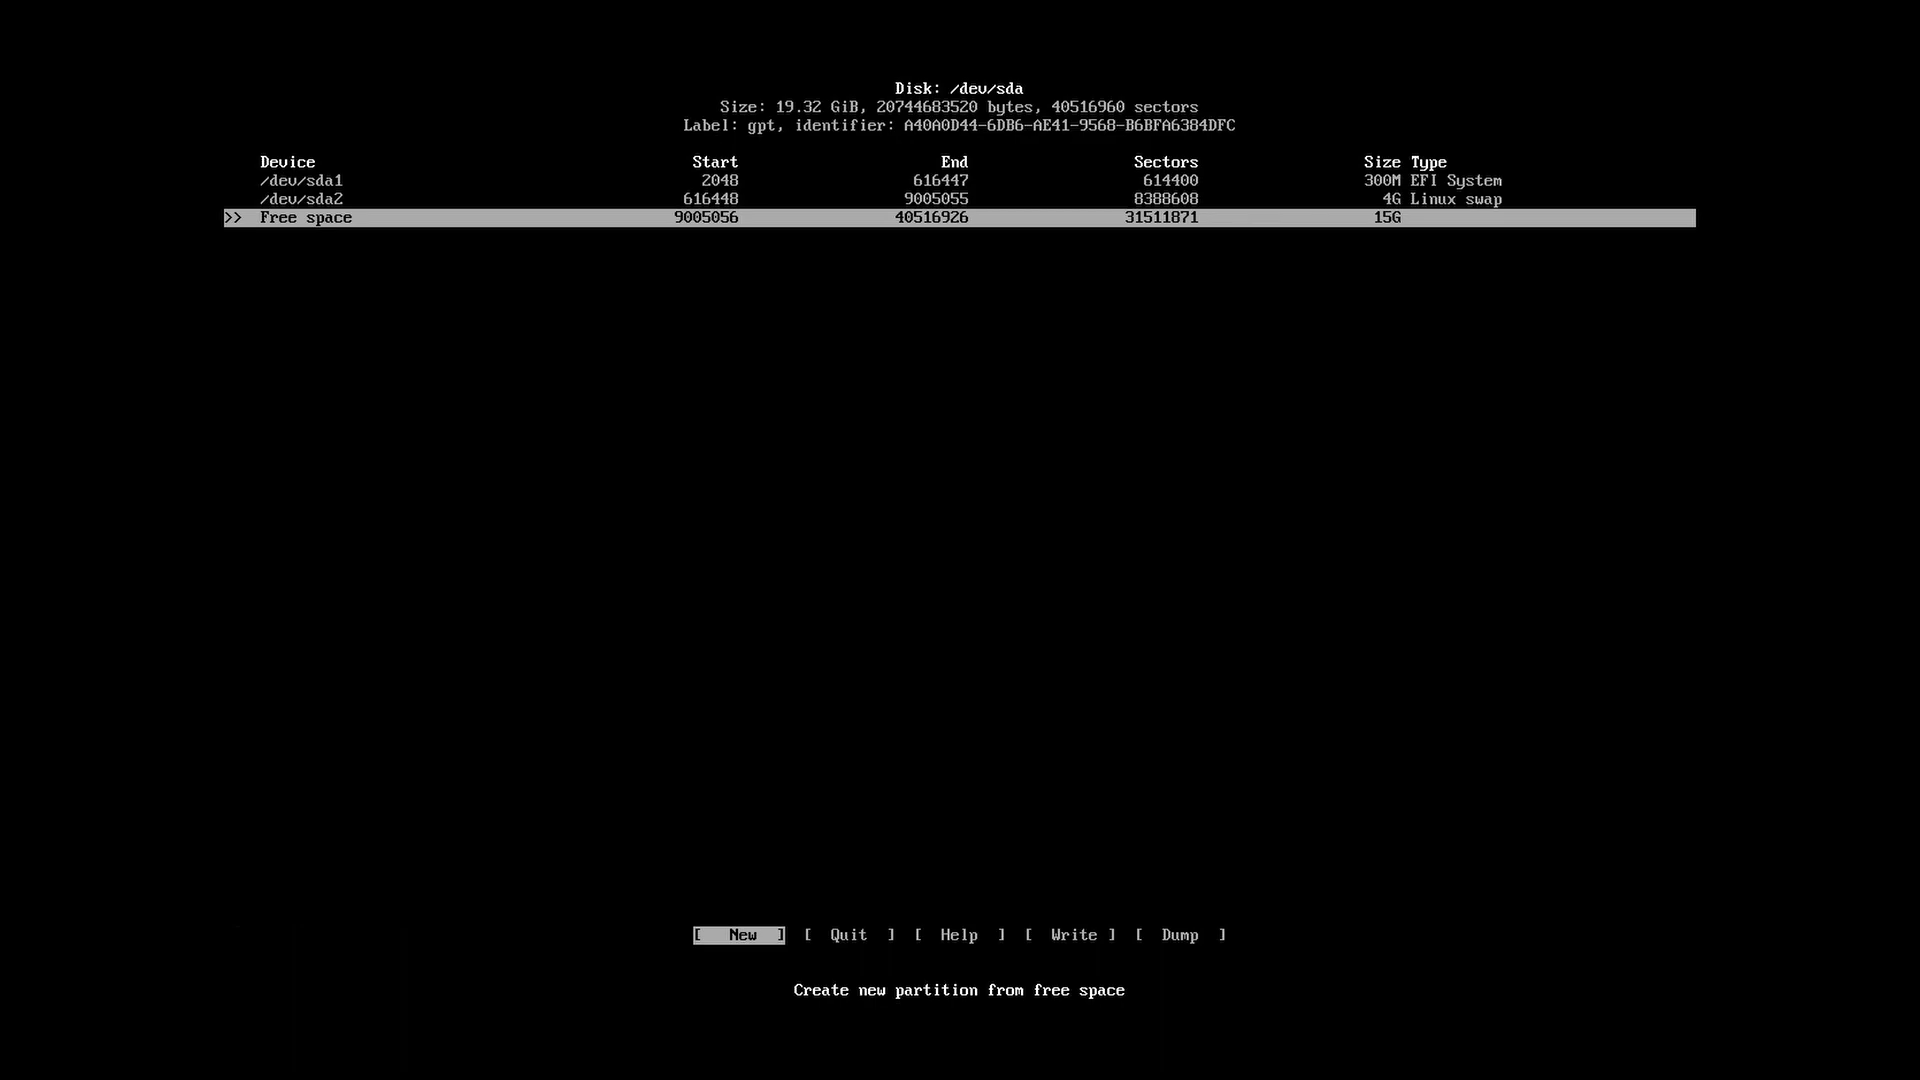 Disk: /dev/sda
Size: 19.32 GiB, 20744683520 bytes, 40516960 sectors
Label: gpt, identifier: A40A0D44-6DB6-AE41-9568-B6BFA6384DFC
Device Start End Sectors Size Type
/dev/sda1 2048 616447 614400 300M EFI System
/dev/sda2 616448 9005055 8388608 4G Linux swap
>> Free space 9005056 40516926 31511871 15G
[ New ] [ Quit ] [ Help ] [ Write ] [ Dump ]
Create new partition from free space